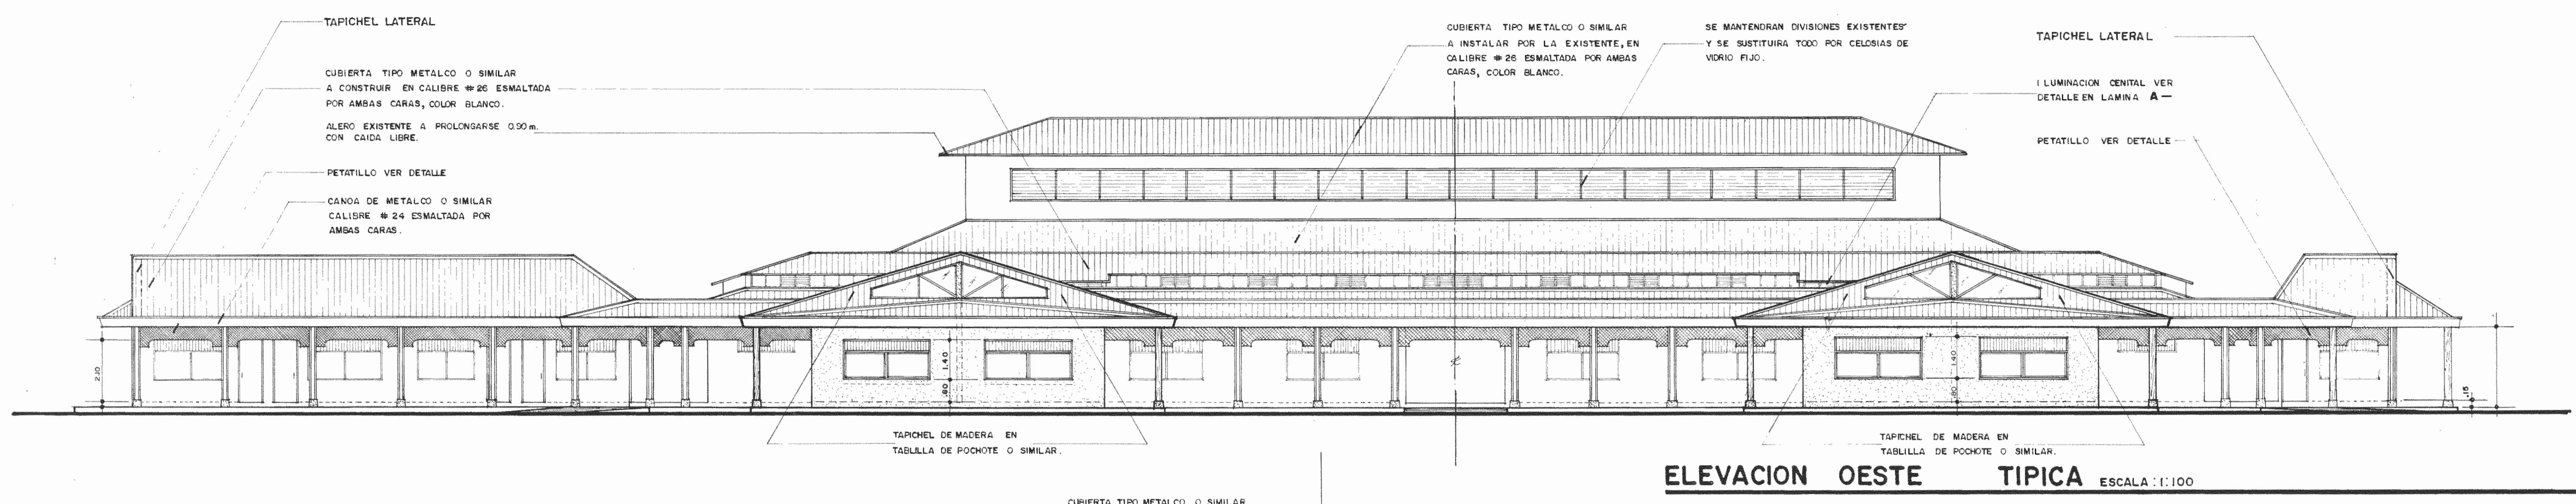 TAPICHEL LATERAL
CUBIERTA TIPO METALCO O SIMILAR
A CONSTRUIR EN CALIBRE # 26 ESMALTADA
POR AMBAS CARAS, COLOR BLANCO.
ALERO EXISTENTE A PROLONGARSE 0.90 m.
CON CAIDA LIBRE.
PETATILLO VER DETALLE
CANOA DE METALCO O SIMILAR
CALIBRE # 24 ESMALTADA POR
AMBAS CARAS.
CUBIERTA TIPO METALCO O SIMILAR
A INSTALAR POR LA EXISTENTE, EN
CALIBRE # 26 ESMALTADA POR AMBAS
CARAS, COLOR BLANCO.
SE MANTENDRAN DIVISIONES EXISTENTES
Y SE SUSTITUIRA TODO POR CELOSIAS DE
VIDRIO FIJO.
TAPICHEL LATERAL
ILUMINACION CENITAL VER
DETALLE EN LAMINA A —
PETATILLO VER DETALLE
2.10
1.40
.90
1.40
.90
.15
TAPICHEL DE MADERA EN
TABLILLA DE POCHOTE O SIMILAR.
TAPICHEL DE MADERA EN
TABLILLA DE POCHOTE O SIMILAR.
ELEVACION OESTE TIPICA ESCALA : 1:100
CUBIERTA TIPO METALCO O SIMILAR